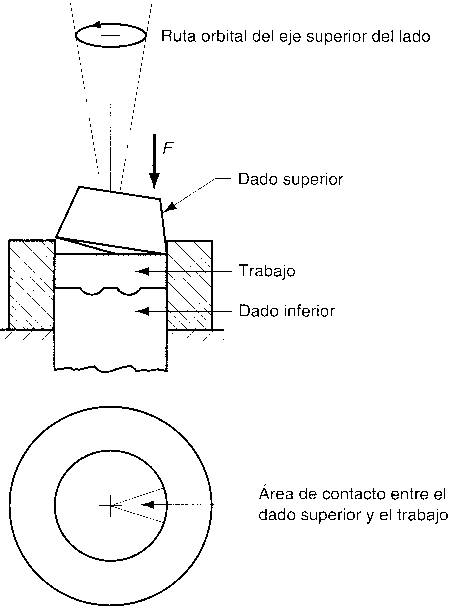 Ruta orbital del eje superior del lado
F
Dado superior
Trabajo
Dado inferior
Área de contacto entre el
dado superior y el trabajo